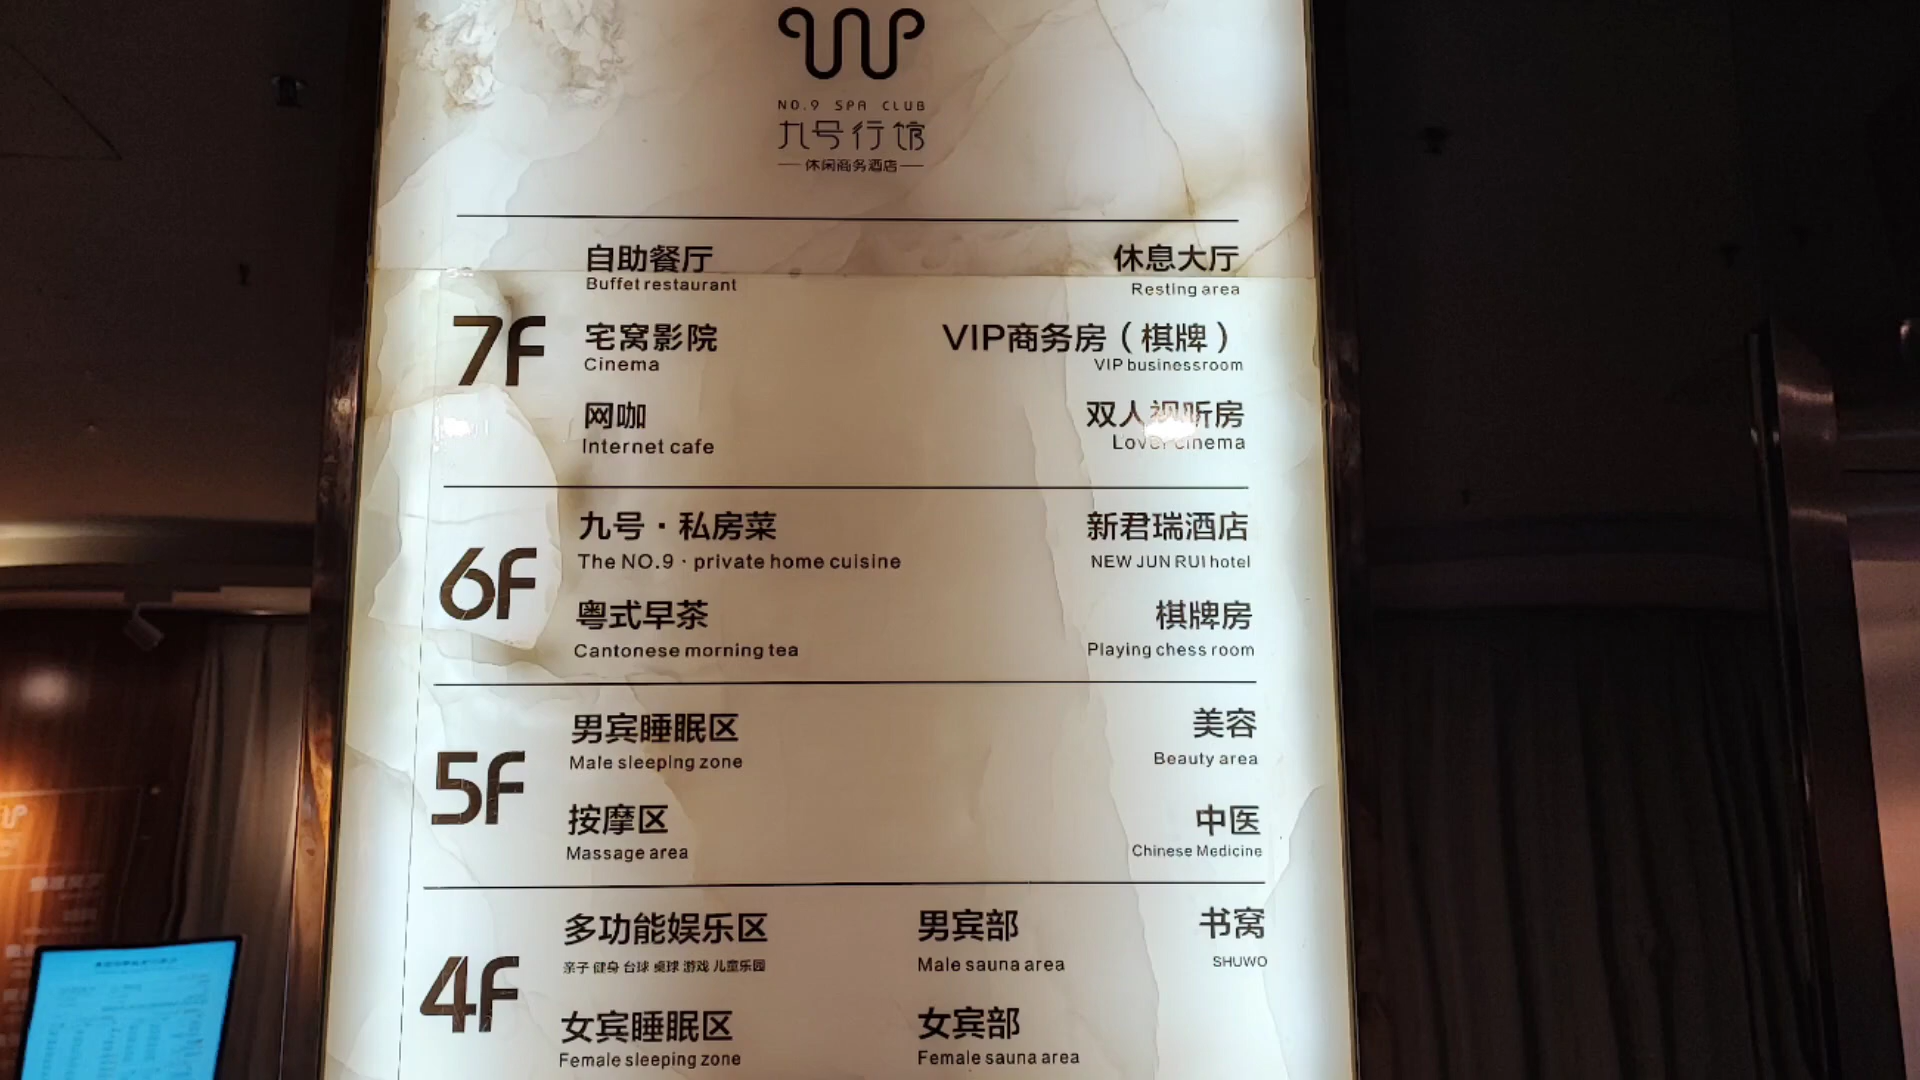 NO.9 SPA CLUB
九号行馆
休闲商务酒店
7F
自助餐厅
Buffet restaurant
休息大厅
Resting area
宅窝影院
Cinema
VIP商务房（棋牌）
VIP businessroom
网咖
Internet cafe
双人视听房
Lover cinema
6F
九号·私房菜
The NO.9 · private home cuisine
新君瑞酒店
NEW JUN RUI hotel
粤式早茶
Cantonese morning tea
棋牌房
Playing chess room
5F
男宾睡眠区
Male sleeping zone
美容
Beauty area
按摩区
Massage area
中医
Chinese Medicine
4F
多功能娱乐区
亲子 健身 台球 桌球 游戏 儿童乐园
男宾部
Male sauna area
书窝
SHUWO
女宾睡眠区
Female sleeping zone
女宾部
Female sauna area